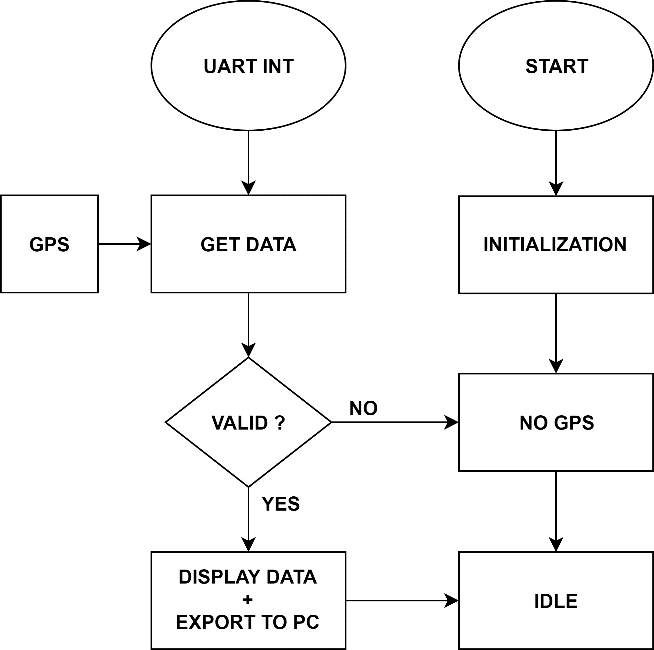 UART INT
START
GPS
GET DATA
INITIALIZATION
VALID ?
NO
NO GPS
YES
DISPLAY DATA
+
EXPORT TO PC
IDLE